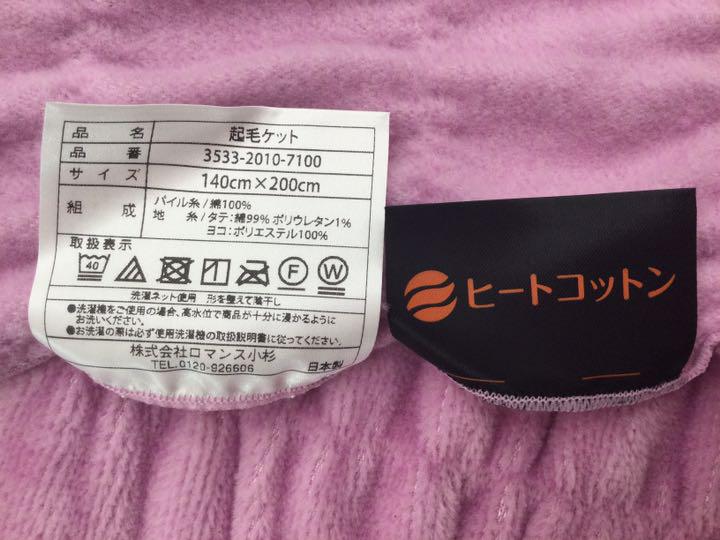 品名 起毛ケット
品番 3533-2010-7100
サイズ 140cm×200cm
組成 パイル糸/綿100%
地 糸/タテ:綿99% ポリウレタン1%
ヨコ:ポリエステル100%
取扱表示
40 F W
洗濯ネット使用 形を整えて陰干し
●洗濯機をご使用の場合、高水位で商品が十分に浸かるように
お洗いください。
●お洗濯の際は必ず使用洗濯機の取扱説明書に従ってください。
株式会社ロマンス小杉
TEL.0120-926606 日本製
ヒートコットン